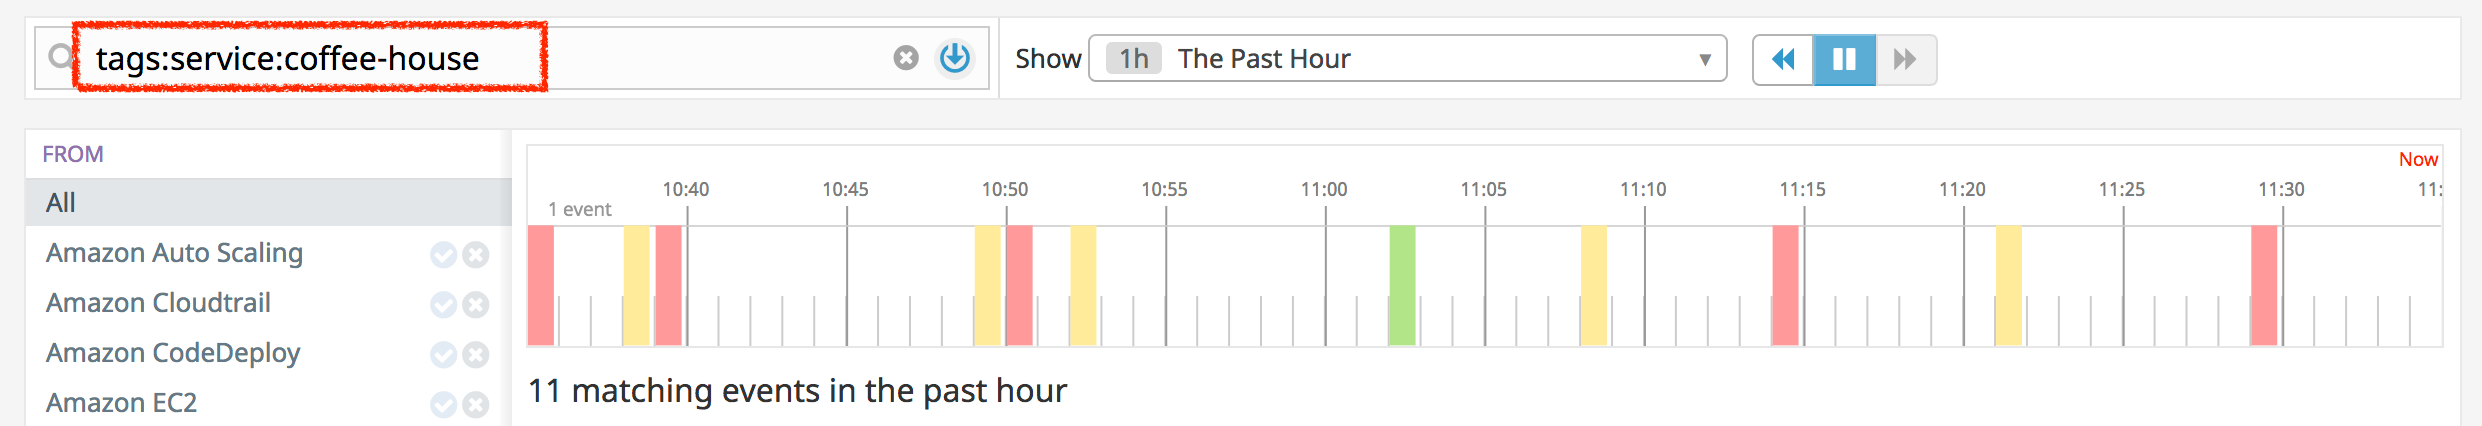 tags:service:coffee-house
Show 1h The Past Hour
FROM
All
Amazon Auto Scaling
Amazon Cloudtrail
Amazon CodeDeploy
Amazon EC2
Now
10:40 10:45 10:50 10:55 11:00 11:05 11:10 11:15 11:20 11:25 11:30 11:
1 event
11 matching events in the past hour